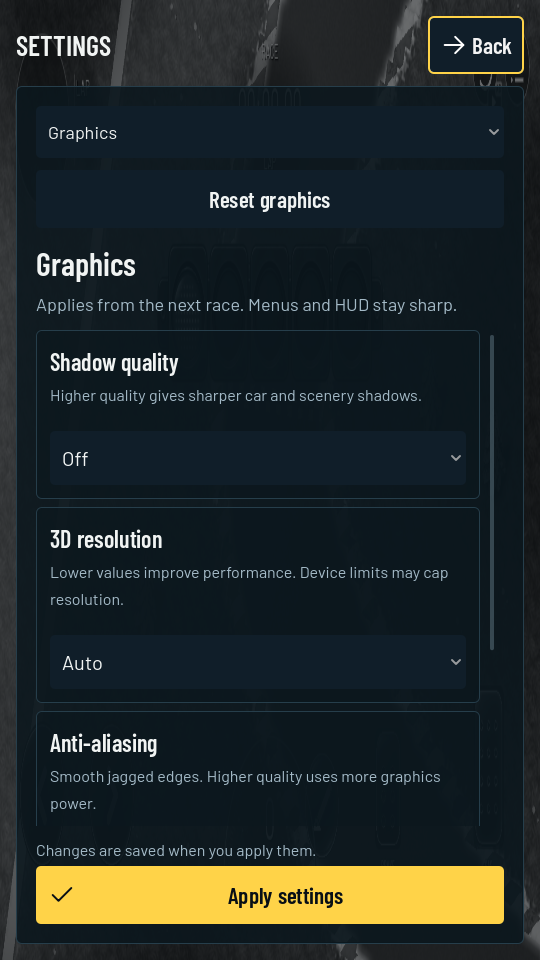 SETTINGS
Back
Graphics
Reset graphics
Graphics
Applies from the next race. Menus and HUD stay sharp.
Shadow quality
Higher quality gives sharper car and scenery shadows.
Off
3D resolution
Lower values improve performance. Device limits may cap
resolution.
Auto
Anti-aliasing
Smooth jagged edges. Higher quality uses more graphics
power.
Changes are saved when you apply them.
Apply settings